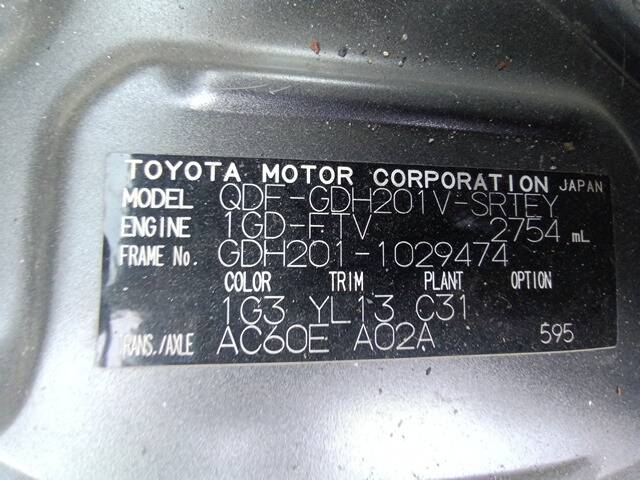 TOYOTA MOTOR CORPORATION JAPAN
MODEL QDF-GDH201V-SRTEY
ENGINE 1GD-FTV 2754 mL
FRAME No. GDH201-1029474
COLOR TRIM PLANT OPTION
1G3 YL13 C31
TRANS./AXLE AC60E A02A 595